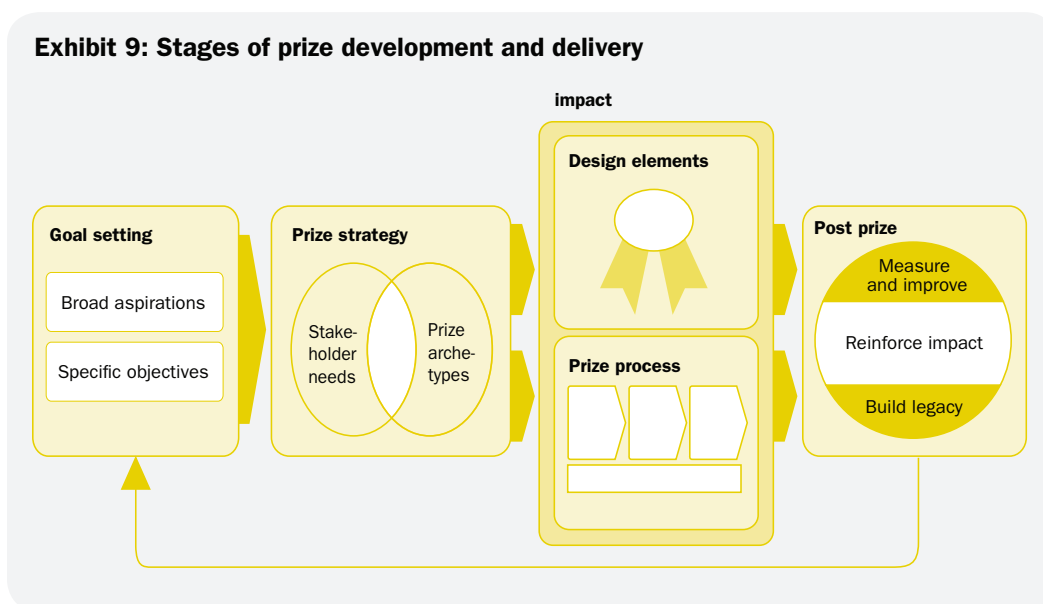 Exhibit 9: Stages of prize development and delivery
impact
Goal setting
Broad aspirations
Specific objectives
Prize strategy
Stake-
holder
needs
Prize
arche-
types
Design elements
Prize process
Post prize
Measure
and improve
Reinforce impact
Build legacy